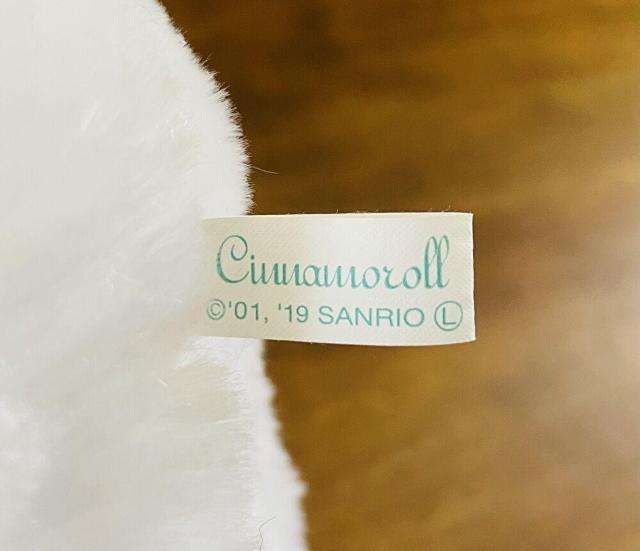 Cinnamoroll
©'01, '19 SANRIO Ⓛ